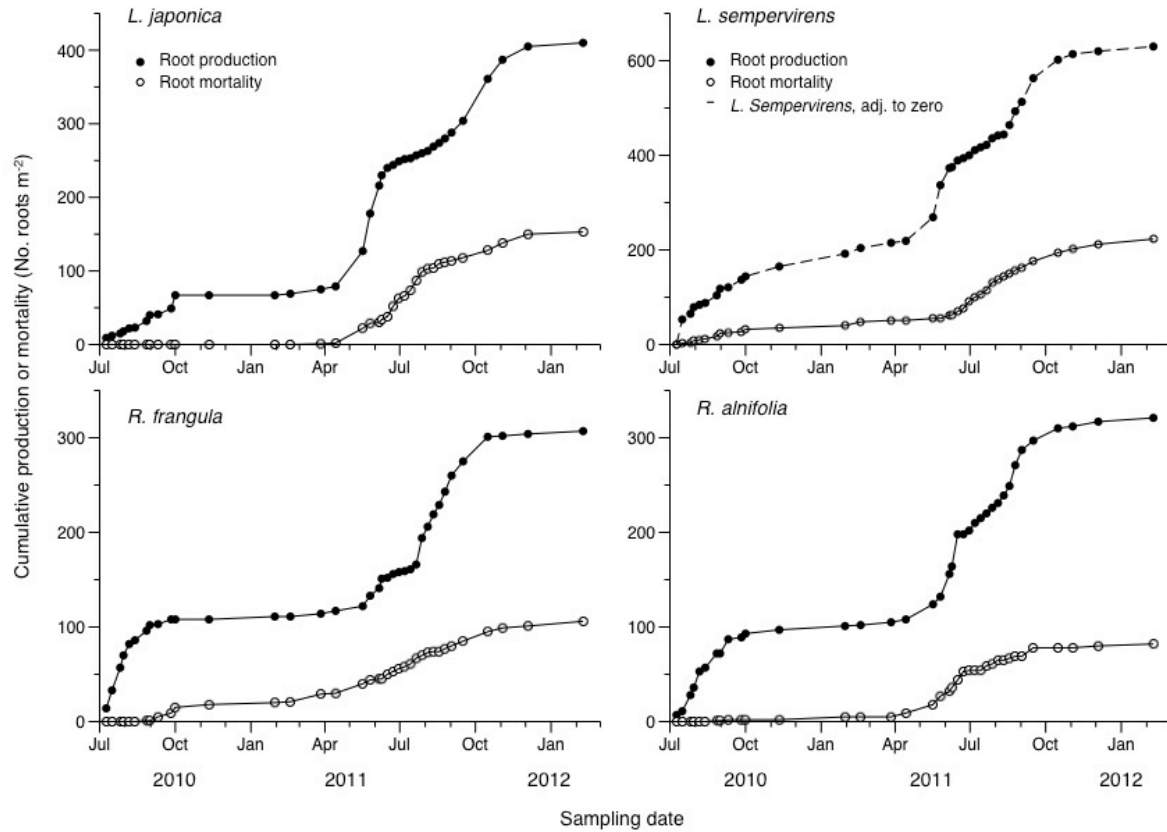 L. japonica
Root production
Root mortality
400
300
200
100
0
Jul Oct Jan Apr Jul Oct Jan
L. sempervirens
Root production
Root mortality
L. Sempervirens, adj. to zero
600
400
200
0
Jul Oct Jan Apr Jul Oct Jan
Cumulative production or mortality (No. roots m-2)
R. frangula
300
200
100
0
Jul Oct Jan Apr Jul Oct Jan
2010 2011 2012
R. alnifolia
300
200
100
0
Jul Oct Jan Apr Jul Oct Jan
2010 2011 2012
Sampling date